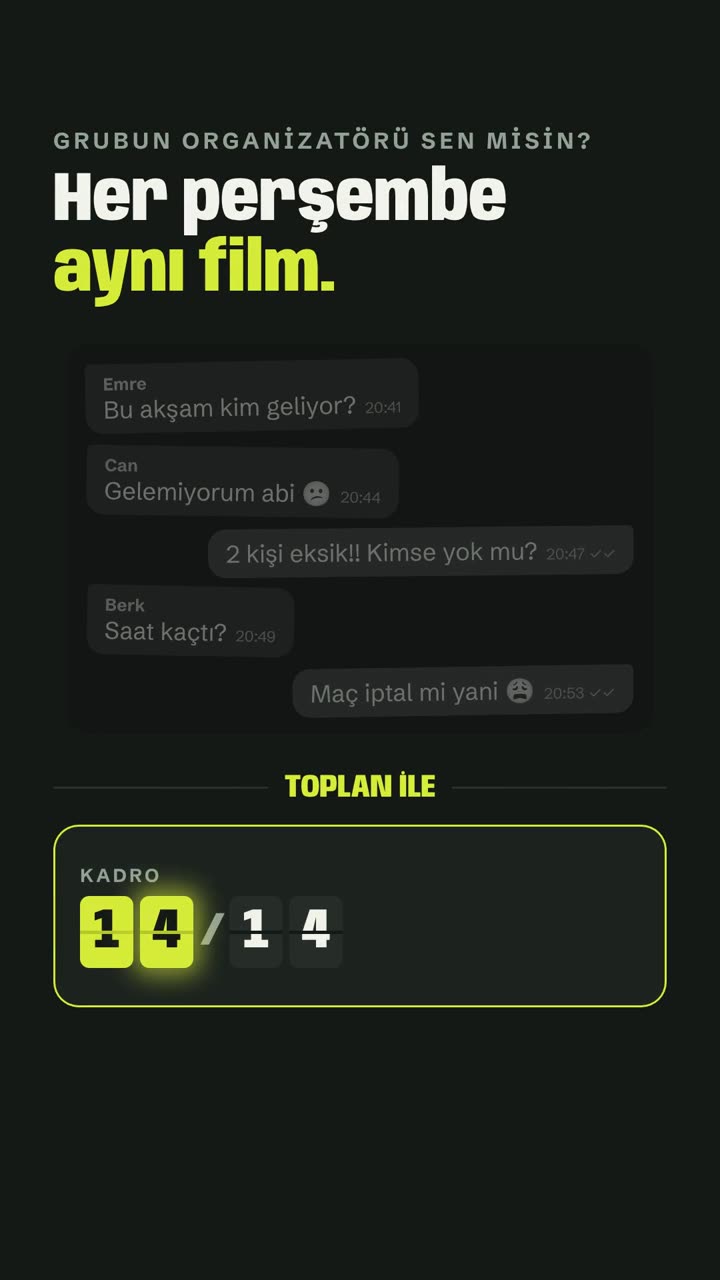 GRUBUN ORGANİZATÖRÜ SEN MİSİN?
Her perşembe
aynı film.
Emre
Bu akşam kim geliyor? 20:41
Can
Gelemiyorum abi 😕 20:44
2 kişi eksik!! Kimse yok mu? 20:47 ✓✓
Berk
Saat kaçtı? 20:49
Maç iptal mi yani 😩 20:53 ✓✓
TOPLAN İLE
KADRO
14/14